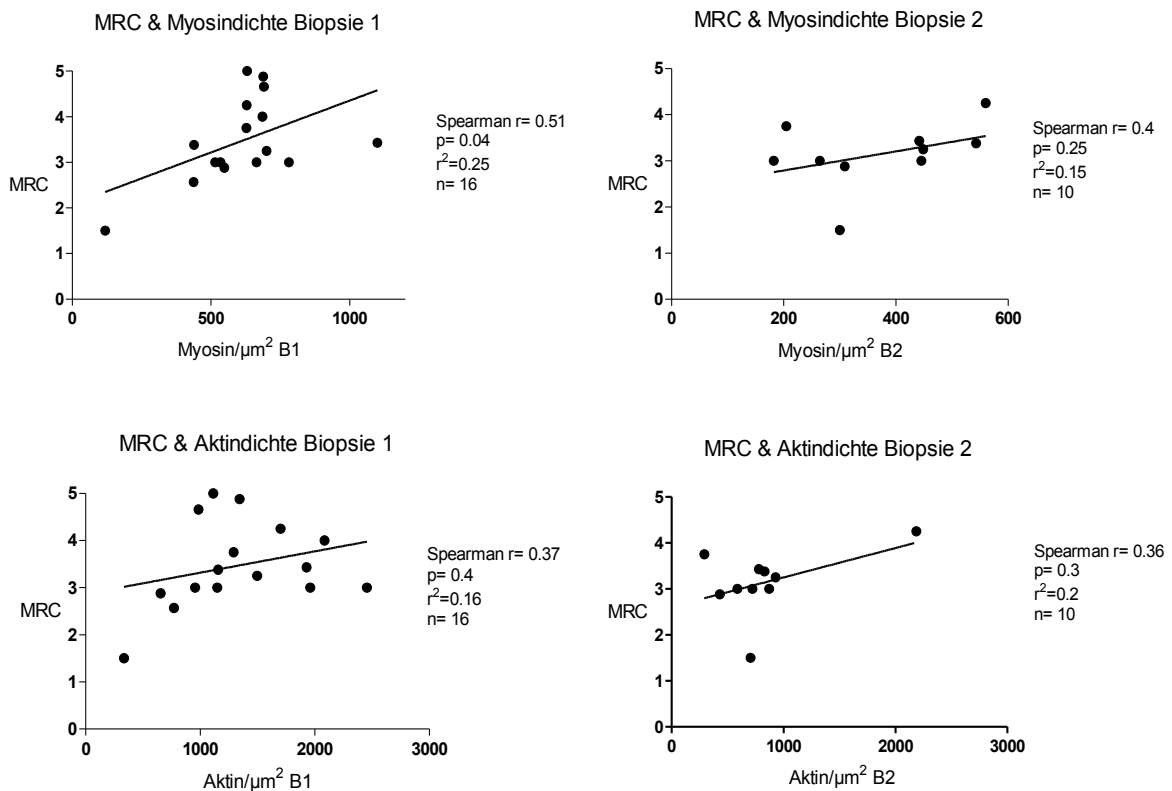 MRC & Myosindichte Biopsie 1
5
4
3
2
1
0
MRC
0
500
1000
Myosin/µm² B1
Spearman r= 0.51
p= 0.04
r²=0.25
n= 16
MRC & Myosindichte Biopsie 2
5
4
3
2
1
0
MRC
0
200
400
600
Myosin/µm² B2
Spearman r= 0.4
p= 0.25
r²=0.15
n= 10
MRC & Aktindichte Biopsie 1
5
4
3
2
1
0
MRC
0
1000
2000
3000
Aktin/µm² B1
Spearman r= 0.37
p= 0.4
r²=0.16
n= 16
MRC & Aktindichte Biopsie 2
5
4
3
2
1
0
MRC
0
1000
2000
3000
Aktin/µm² B2
Spearman r= 0.36
p= 0.3
r²=0.2
n= 10